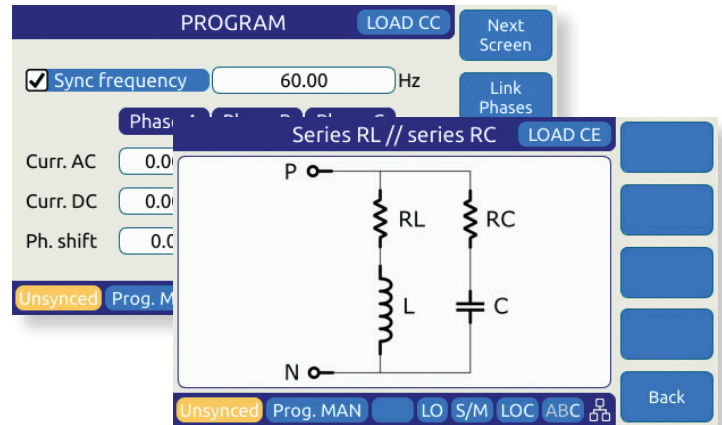 PROGRAM LOAD CC
Next
Screen
Sync frequency 60.00 Hz
Link
Phases
Curr. AC
Curr. DC
Ph. shift
Unsynced
Series RL // series RC LOAD CE
P
RL RC
L C
N
Unsynced Prog. MAN LO S/M LOC ABC
Back